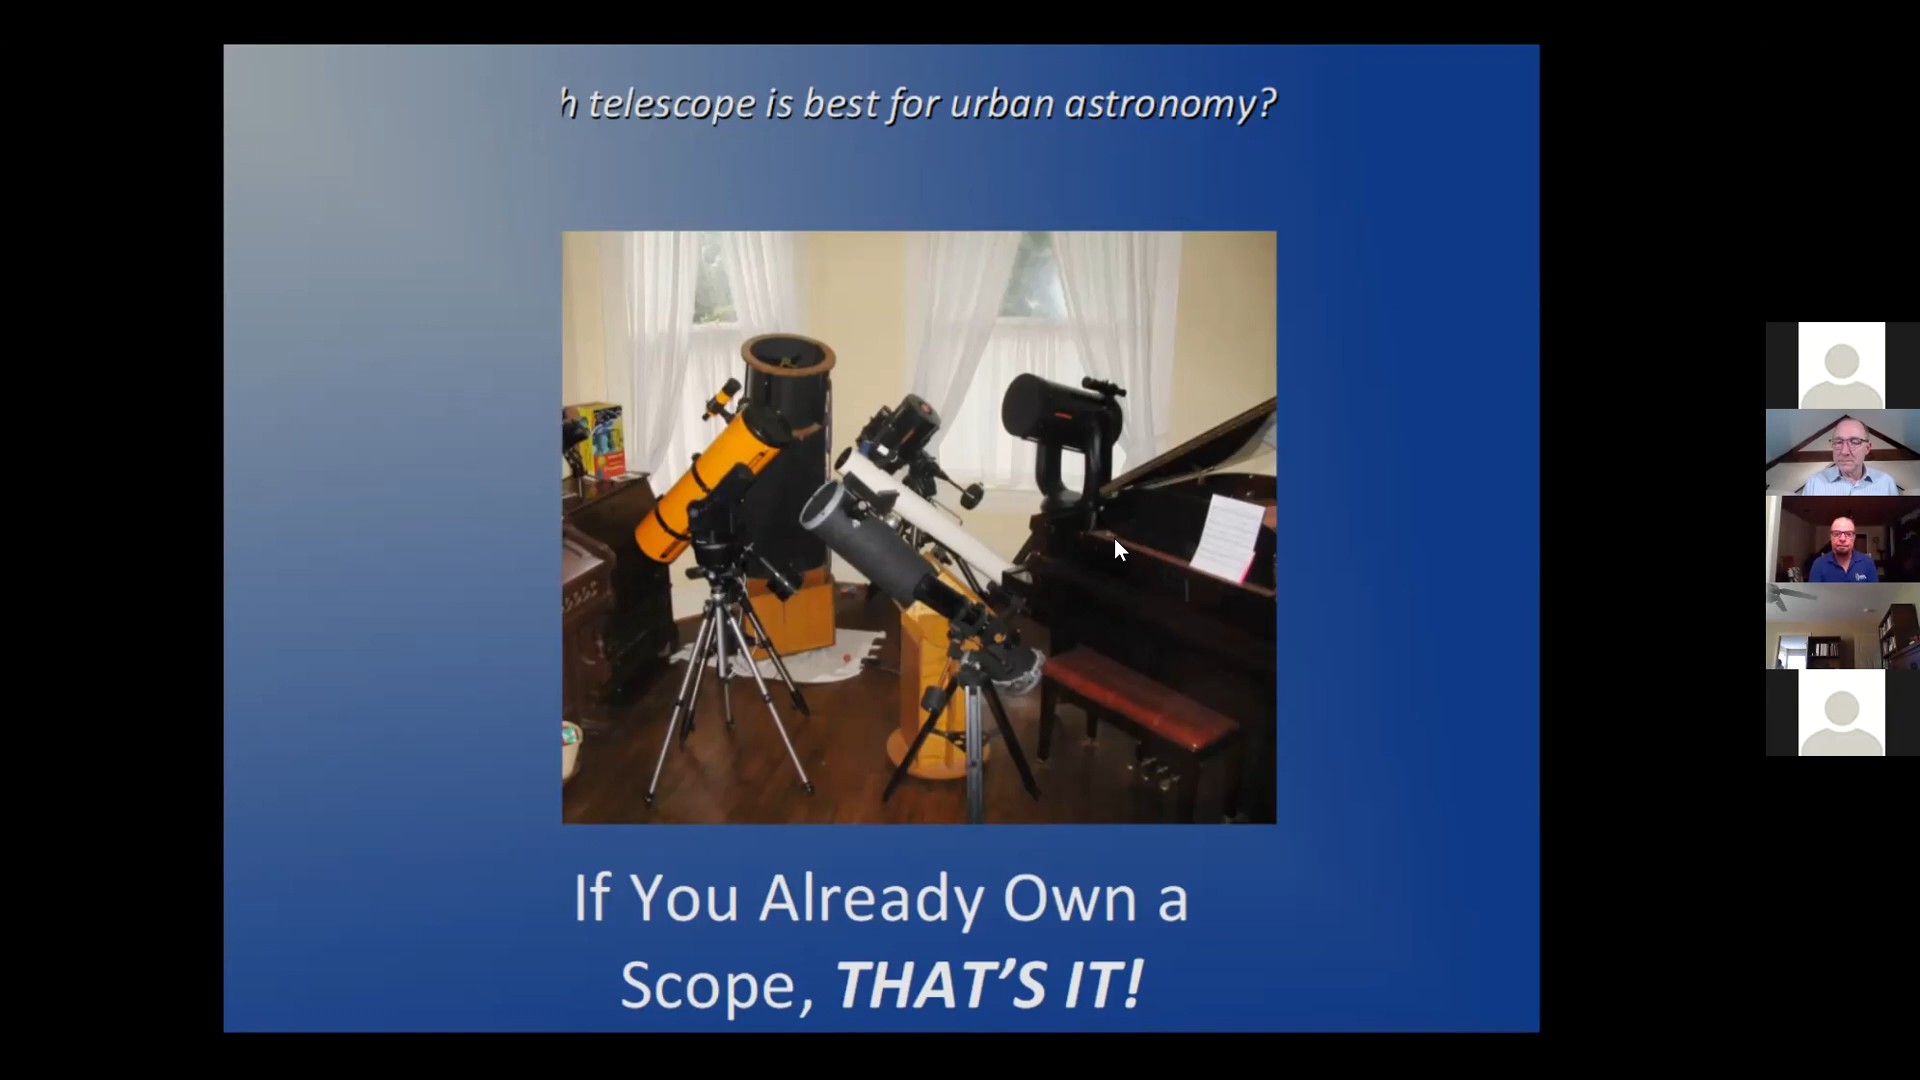 h telescope is best for urban astronomy?
If You Already Own a
Scope, THAT'S IT!